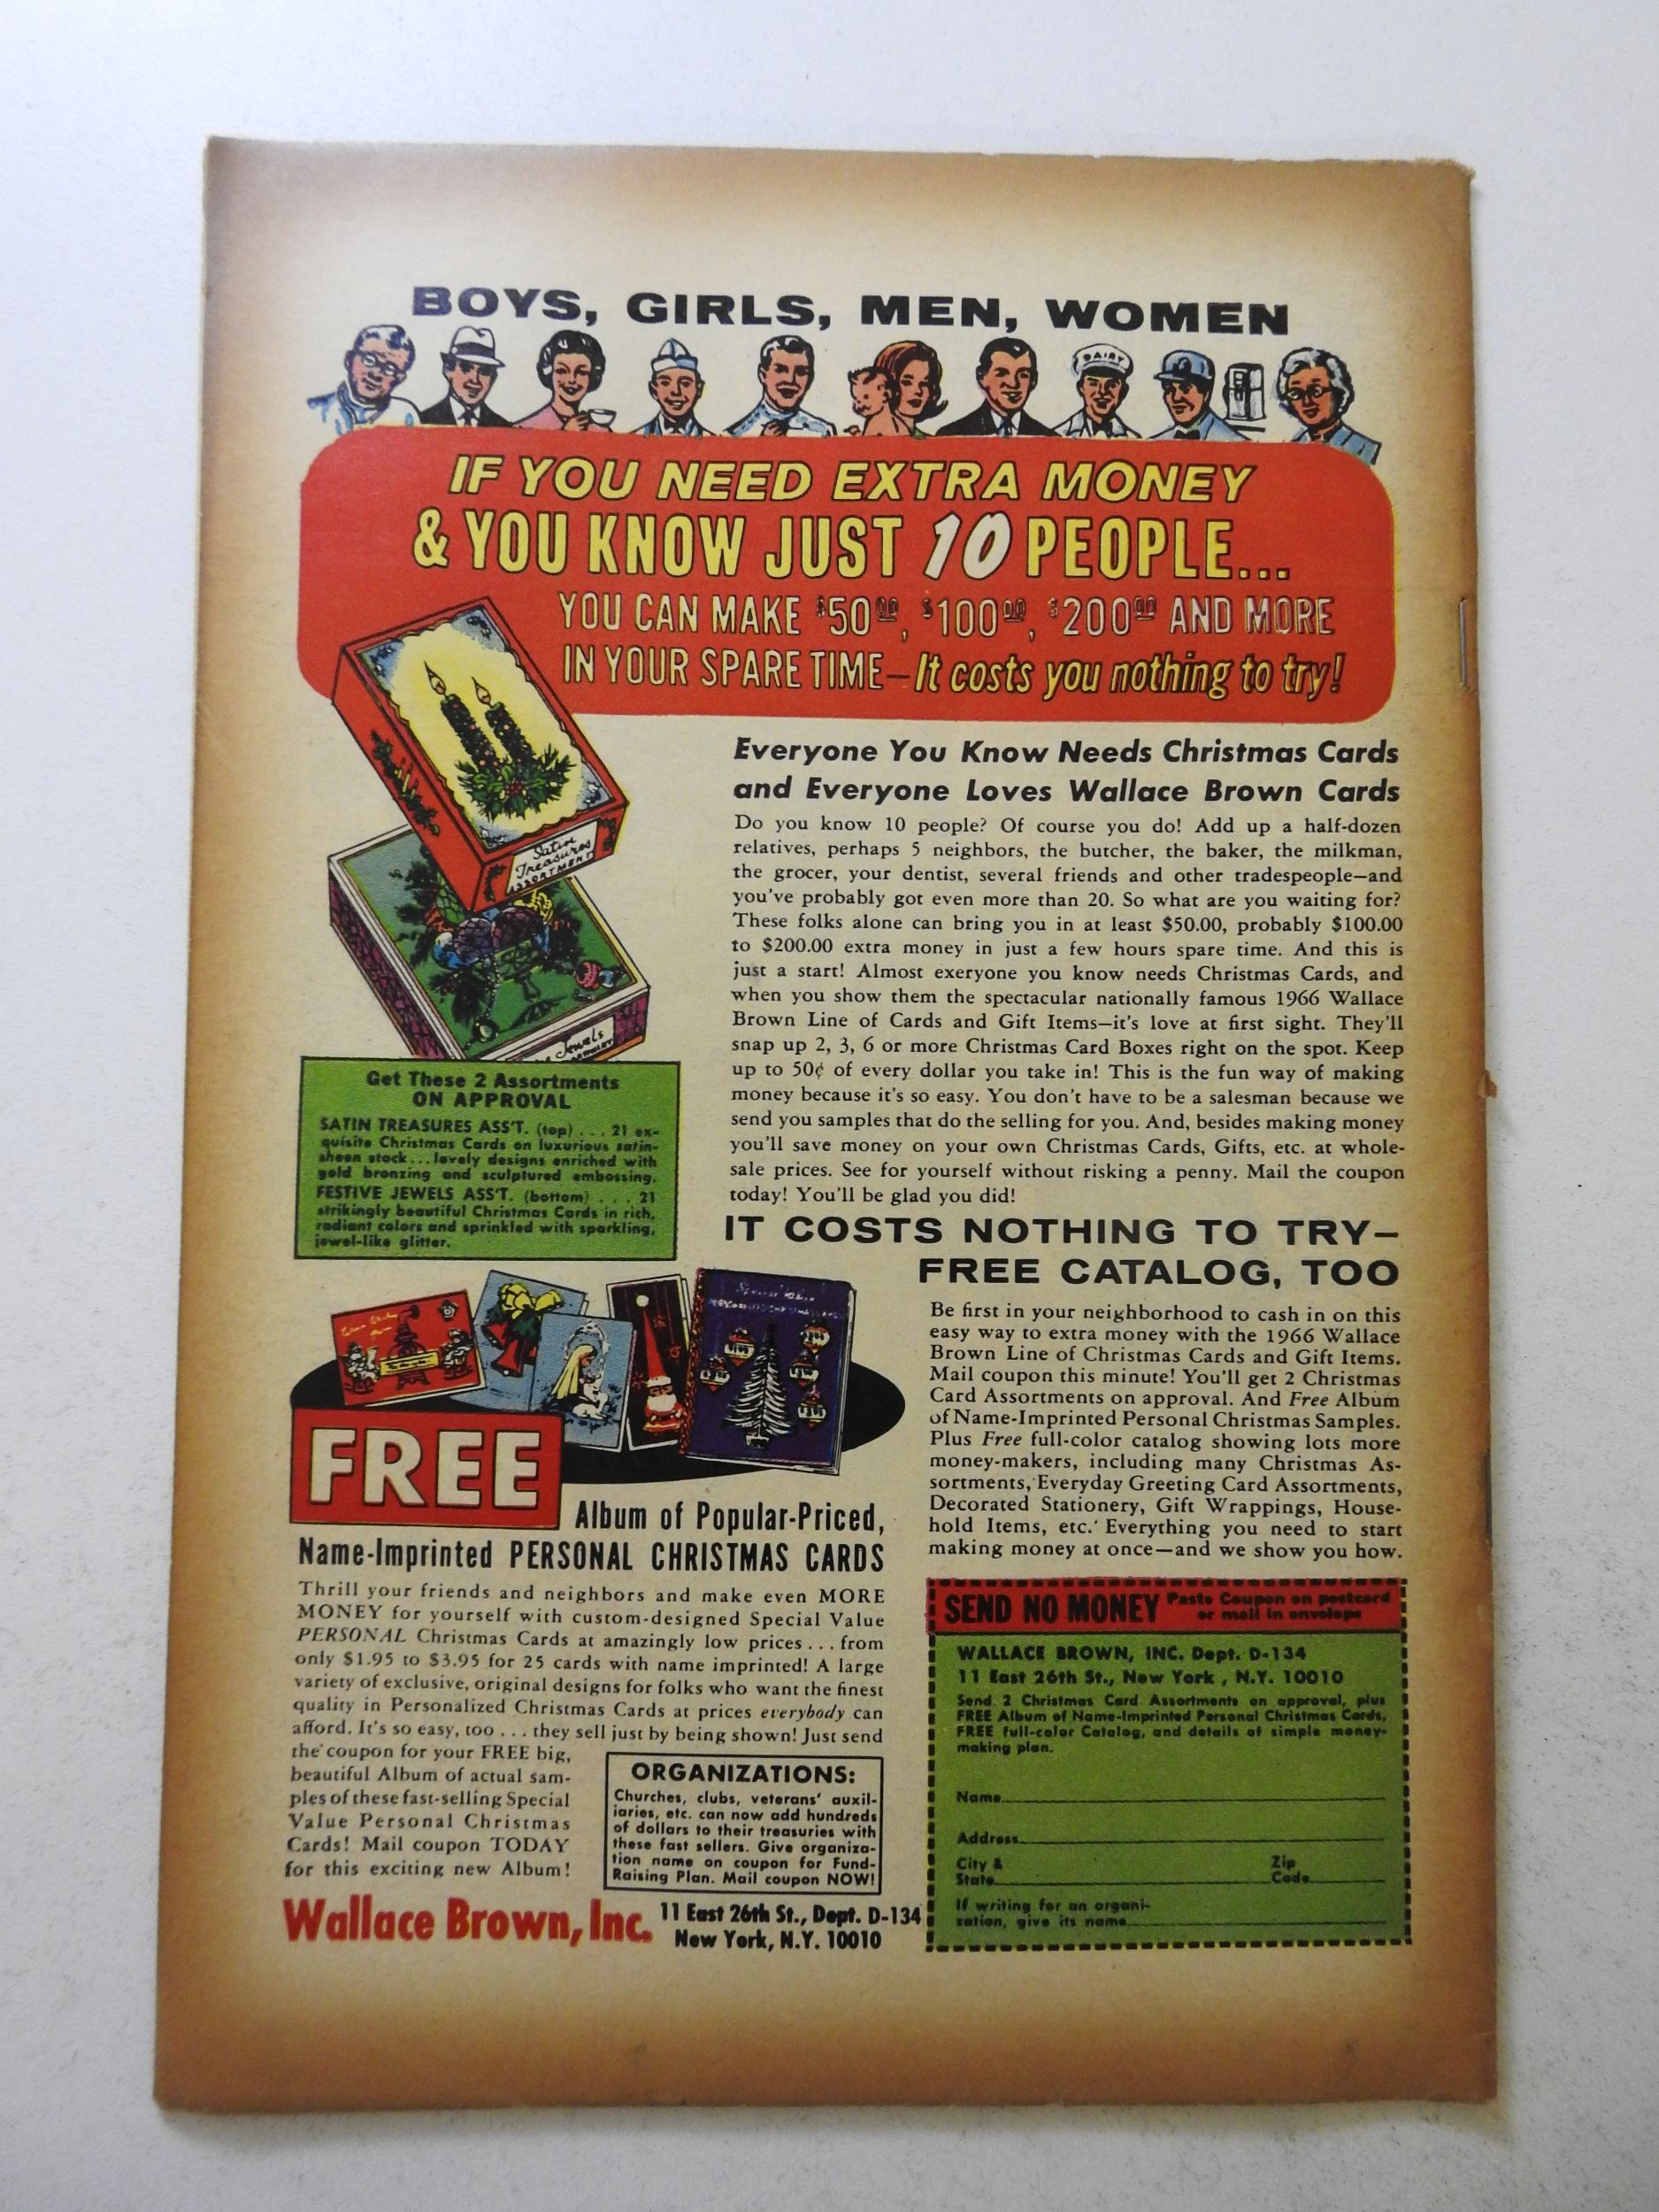 BOYS, GIRLS, MEN, WOMEN
DAIRY
IF YOU NEED EXTRA MONEY
& YOU KNOW JUST 10 PEOPLE...
YOU CAN MAKE $50.00, $100.00, $200.00 AND MORE
IN YOUR SPARE TIME—It costs you nothing to try!
Satin
Treasures
ASSORTMENT
Jewels
Everyone You Know Needs Christmas Cards
and Everyone Loves Wallace Brown Cards
Do you know 10 people? Of course you do! Add up a half-dozen
relatives, perhaps 5 neighbors, the butcher, the baker, the milkman,
the grocer, your dentist, several friends and other tradespeople—and
you've probably got even more than 20. So what are you waiting for?
These folks alone can bring you in at least $50.00, probably $100.00
to $200.00 extra money in just a few hours spare time. And this is
just a start! Almost exeryone you know needs Christmas Cards, and
when you show them the spectacular nationally famous 1966 Wallace
Brown Line of Cards and Gift Items—it's love at first sight. They'll
snap up 2, 3, 6 or more Christmas Card Boxes right on the spot. Keep
up to 50¢ of every dollar you take in! This is the fun way of making
money because it's so easy. You don't have to be a salesman because we
send you samples that do the selling for you. And, besides making money
you'll save money on your own Christmas Cards, Gifts, etc. at whole-
sale prices. See for yourself without risking a penny. Mail the coupon
today! You'll be glad you did!
Get These 2 Assortments
ON APPROVAL
SATIN TREASURES ASS'T. (top) . . . 21 ex-
quisite Christmas Cards on luxurious satin-
sheen stock... lovely designs enriched with
gold bronzing and sculptured embossing.
FESTIVE JEWELS ASS'T. (bottom) . . . 21
strikingly beautiful Christmas Cards in rich,
radiant colors and sprinkled with sparkling,
jewel-like glitter.
IT COSTS NOTHING TO TRY—
FREE CATALOG, TOO
Be first in your neighborhood to cash in on this
easy way to extra money with the 1966 Wallace
Brown Line of Christmas Cards and Gift Items.
Mail coupon this minute! You'll get 2 Christmas
Card Assortments on approval. And Free Album
of Name-Imprinted Personal Christmas Samples.
Plus Free full-color catalog showing lots more
money-makers, including many Christmas As-
sortments, Everyday Greeting Card Assortments,
Decorated Stationery, Gift Wrappings, House-
hold Items, etc. Everything you need to start
making money at once—and we show you how.
FREE
Album of Popular-Priced,
Name-Imprinted PERSONAL CHRISTMAS CARDS
Thrill your friends and neighbors and make even MORE
MONEY for yourself with custom-designed Special Value
PERSONAL Christmas Cards at amazingly low prices . . . from
only $1.95 to $3.95 for 25 cards with name imprinted! A large
variety of exclusive, original designs for folks who want the finest
quality in Personalized Christmas Cards at prices everybody can
afford. It's so easy, too . . . they sell just by being shown! Just send
the coupon for your FREE big,
beautiful Album of actual sam-
ples of these fast-selling Special
Value Personal Christmas
Cards! Mail coupon TODAY
for this exciting new Album!
ORGANIZATIONS:
Churches, clubs, veterans' auxil-
iaries, etc. can now add hundreds
of dollars to their treasuries with
these fast sellers. Give organiza-
tion name on coupon for Fund-
Raising Plan. Mail coupon NOW!
Wallace Brown, Inc.
11 East 26th St., Dept. D-134
New York, N.Y. 10010
SEND NO MONEY
Paste Coupon on postcard
or mail in envelope
WALLACE BROWN, INC. Dept. D-134
11 East 26th St., New York , N.Y. 10010
Send 2 Christmas Card Assortments on approval, plus
FREE Album of Name-Imprinted Personal Christmas Cards,
FREE full-color Catalog, and details of simple money-
making plan.
Name
Address
City &
State
Zip
Code
If writing for an organi-
zation, give its name